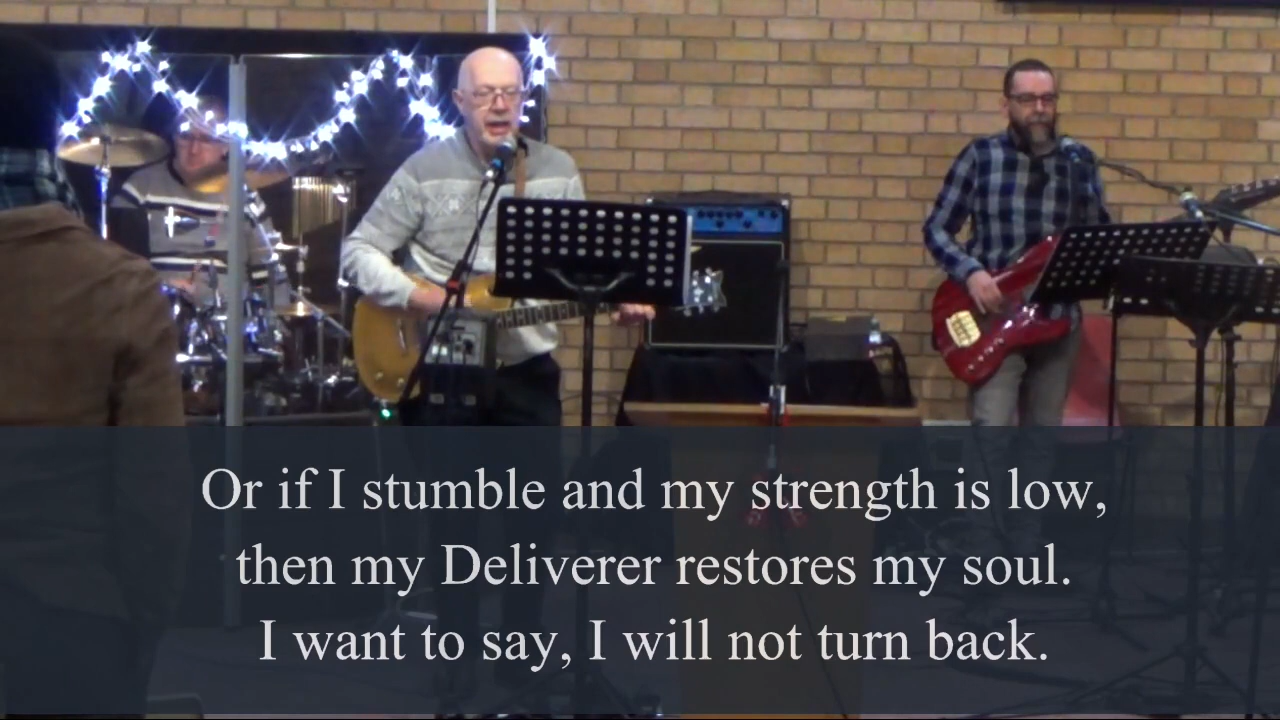 Or if I stumble and my strength is low,
then my Deliverer restores my soul.
I want to say, I will not turn back.